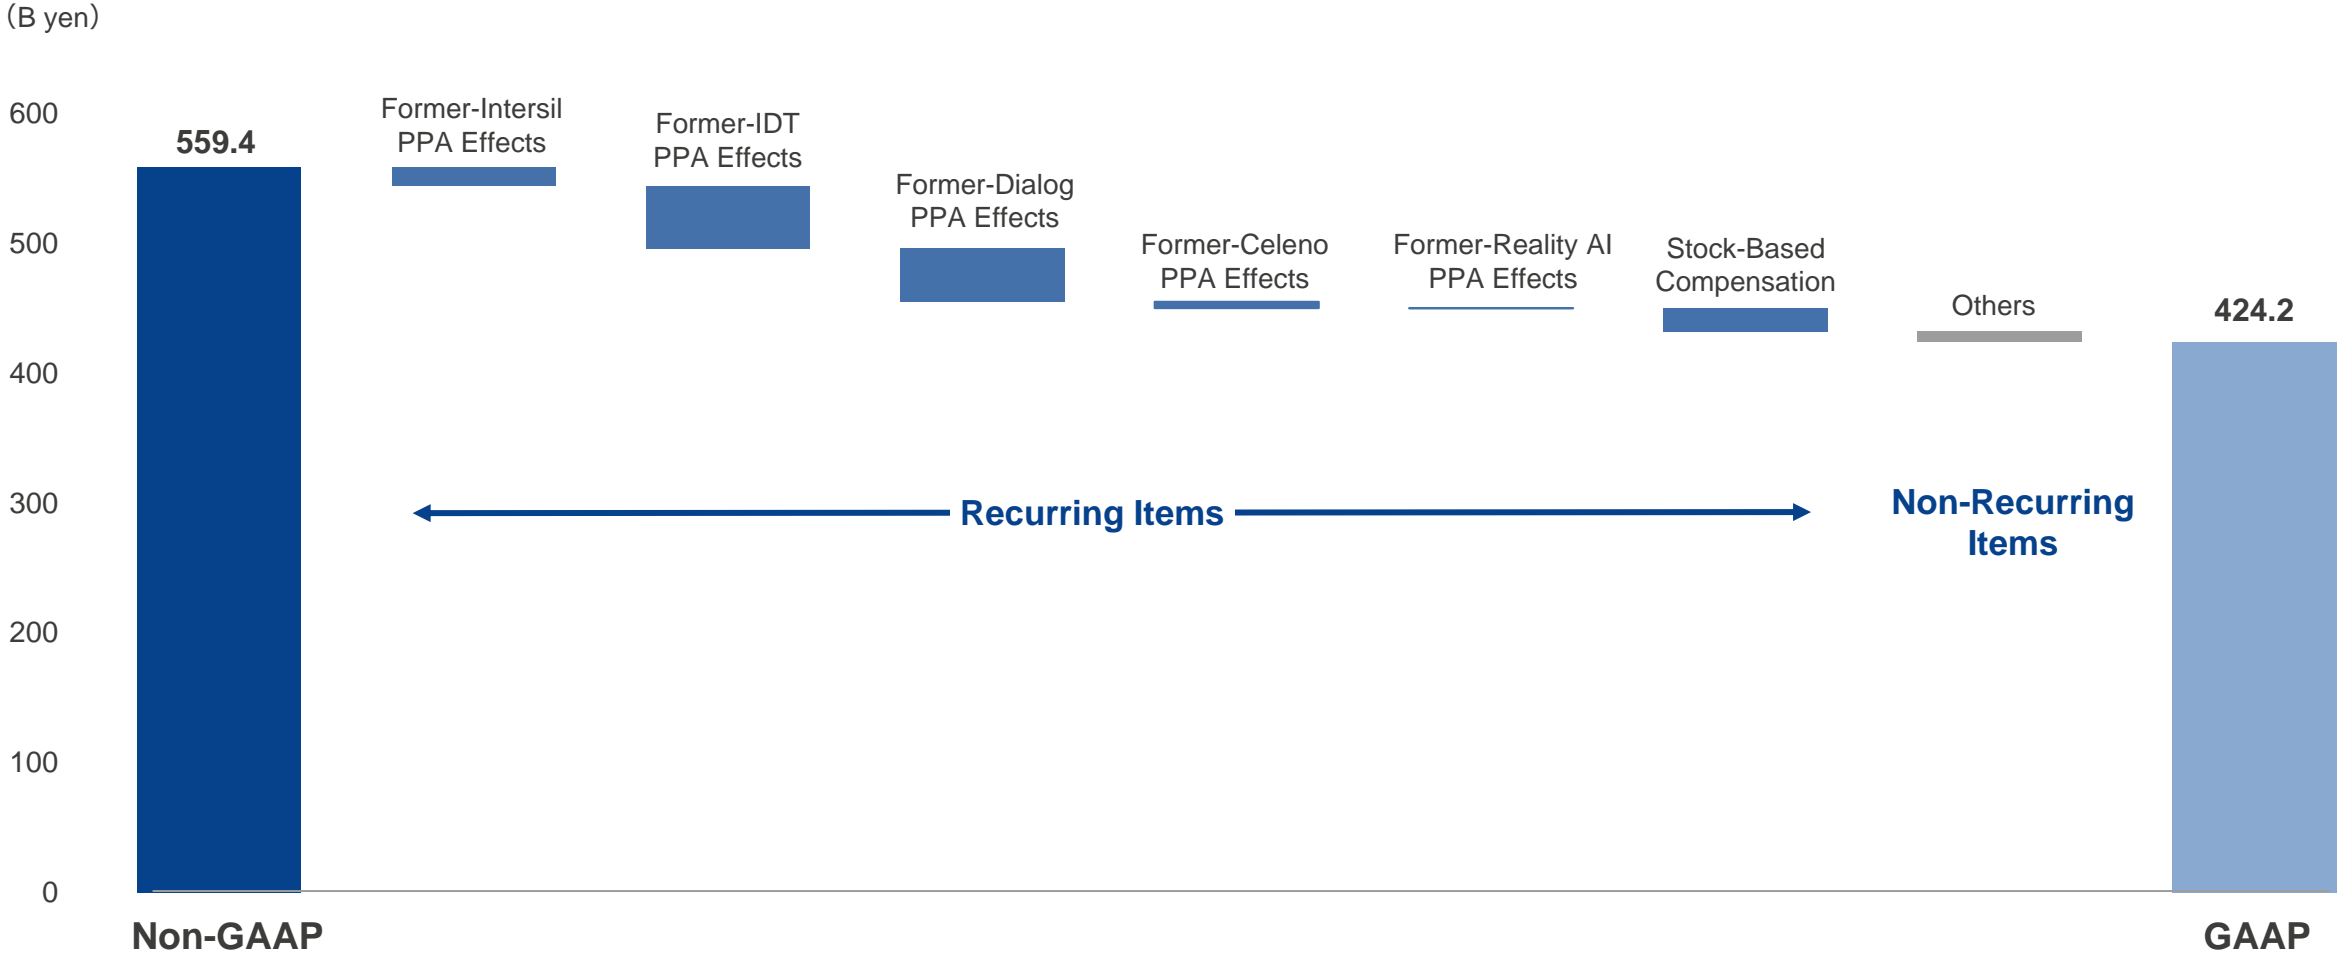 （B yen）
600
500
400
300
200
100
0
559.4
Former-Intersil
PPA Effects
Former-IDT
PPA Effects
Former-Dialog
PPA Effects
Former-Celeno
PPA Effects
Former-Reality AI
PPA Effects
Stock-Based
Compensation
Others
424.2
Recurring Items
Non-Recurring
Items
Non-GAAP
GAAP